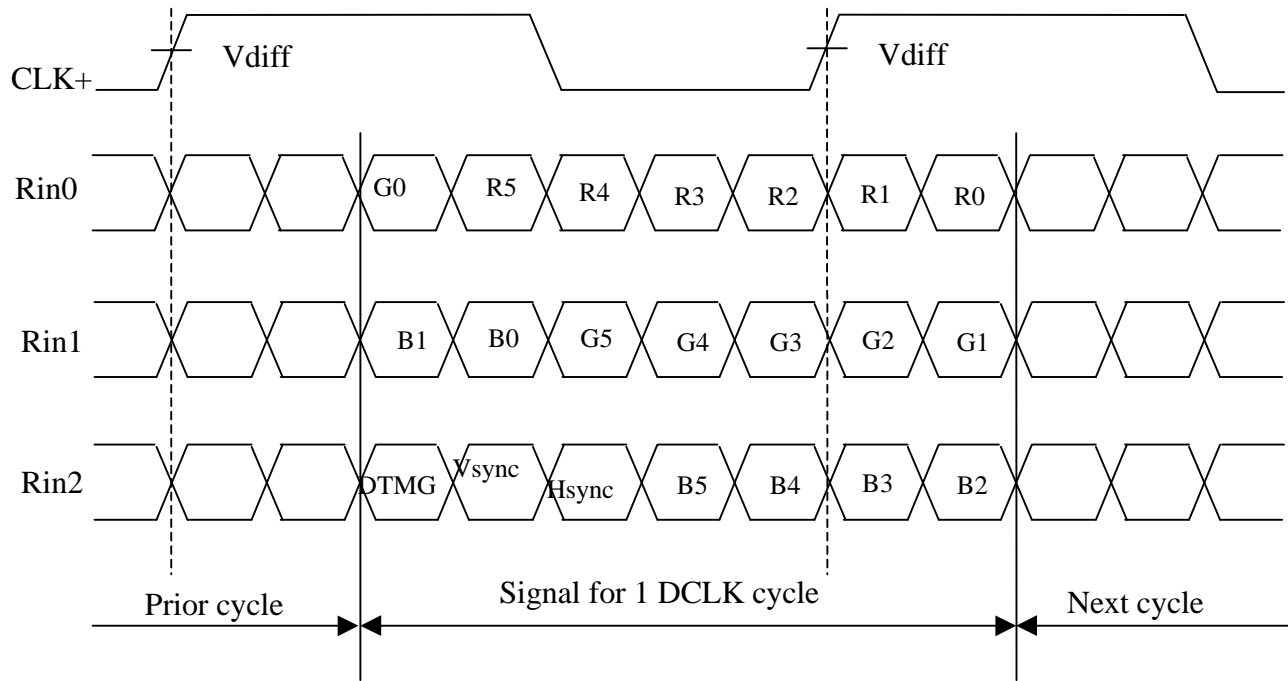 CLK+ Vdiff Vdiff
Rin0 G0 R5 R4 R3 R2 R1 R0
Rin1 B1 B0 G5 G4 G3 G2 G1
Rin2 DTMG Vsync Hsync B5 B4 B3 B2
Prior cycle Signal for 1 DCLK cycle Next cycle